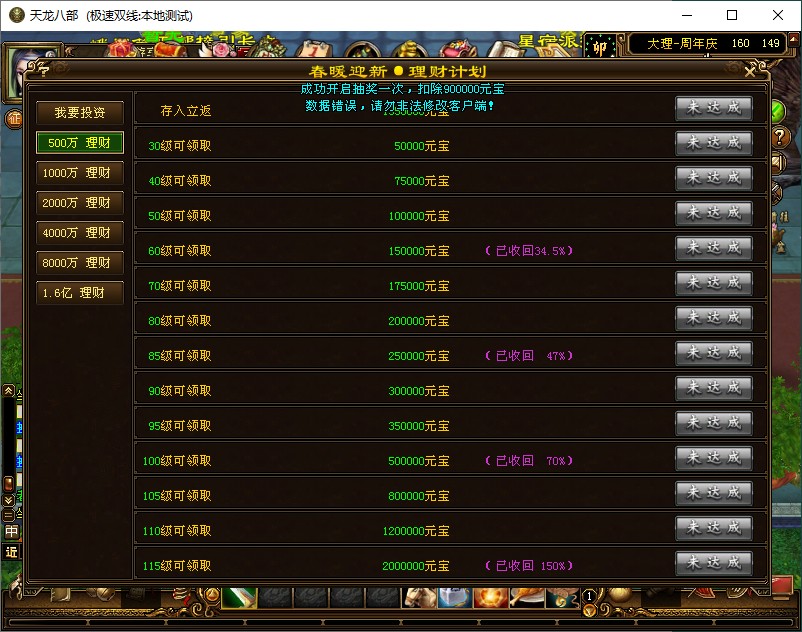 天龙八部 (极速双线:本地测试)
星宿派
卯
大理-周年庆 160 149
春暖迎新●理财计划
成功开启抽奖一次，扣除900000元宝
数据错误，请勿非法修改客户端!
我要投资
500万 理财
1000万 理财
2000万 理财
4000万 理财
8000万 理财
1.6亿 理财
存入立返 元宝 未达成
30级可领取 50000元宝 未达成
40级可领取 75000元宝 未达成
50级可领取 100000元宝 未达成
60级可领取 150000元宝 (已收回34.5%) 未达成
70级可领取 175000元宝 未达成
80级可领取 200000元宝 未达成
85级可领取 250000元宝 (已收回 47%) 未达成
90级可领取 300000元宝 未达成
95级可领取 350000元宝 未达成
100级可领取 500000元宝 (已收回 70%) 未达成
105级可领取 800000元宝 未达成
110级可领取 1200000元宝 未达成
115级可领取 2000000元宝 (已收回 150%) 未达成
征
中
近
1